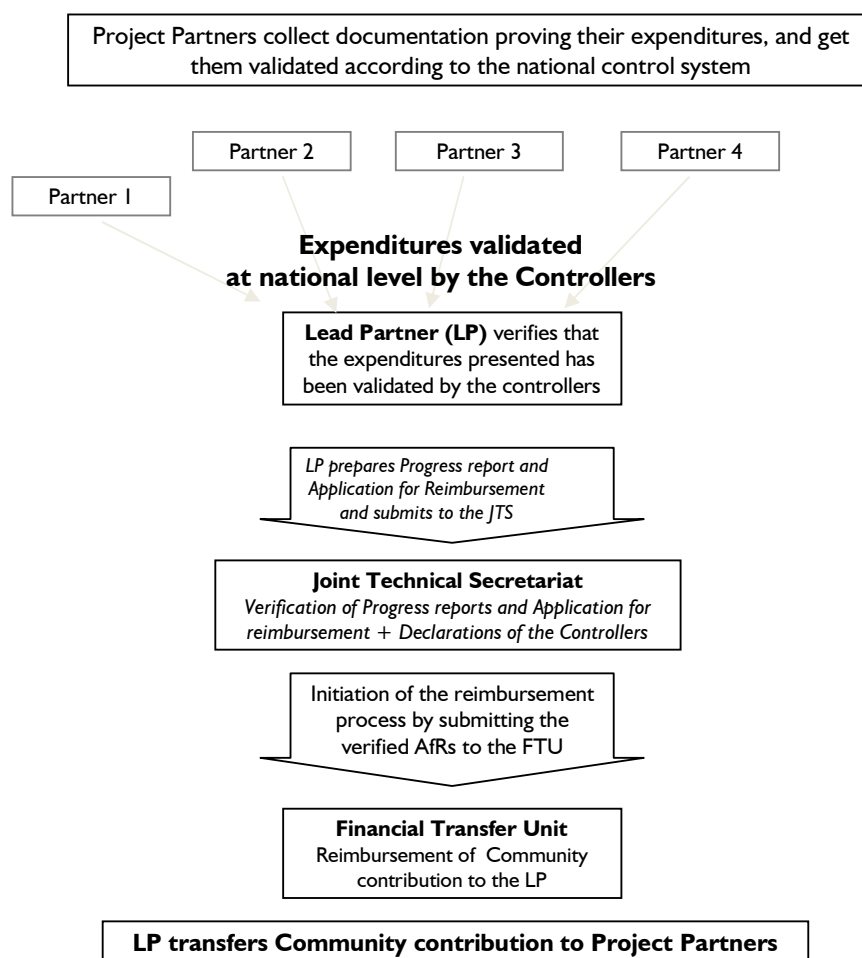 Project Partners collect documentation proving their expenditures, and get
them validated according to the national control system
Partner 2
Partner 3
Partner 4
Partner 1
Expenditures validated
at national level by the Controllers
Lead Partner (LP) verifies that
the expenditures presented has
been validated by the controllers
LP prepares Progress report and
Application for Reimbursement
and submits to the JTS
Joint Technical Secretariat
Verification of Progress reports and Application for
reimbursement + Declarations of the Controllers
Initiation of the reimbursement
process by submitting the
verified AfRs to the FTU
Financial Transfer Unit
Reimbursement of Community
contribution to the LP
LP transfers Community contribution to Project Partners